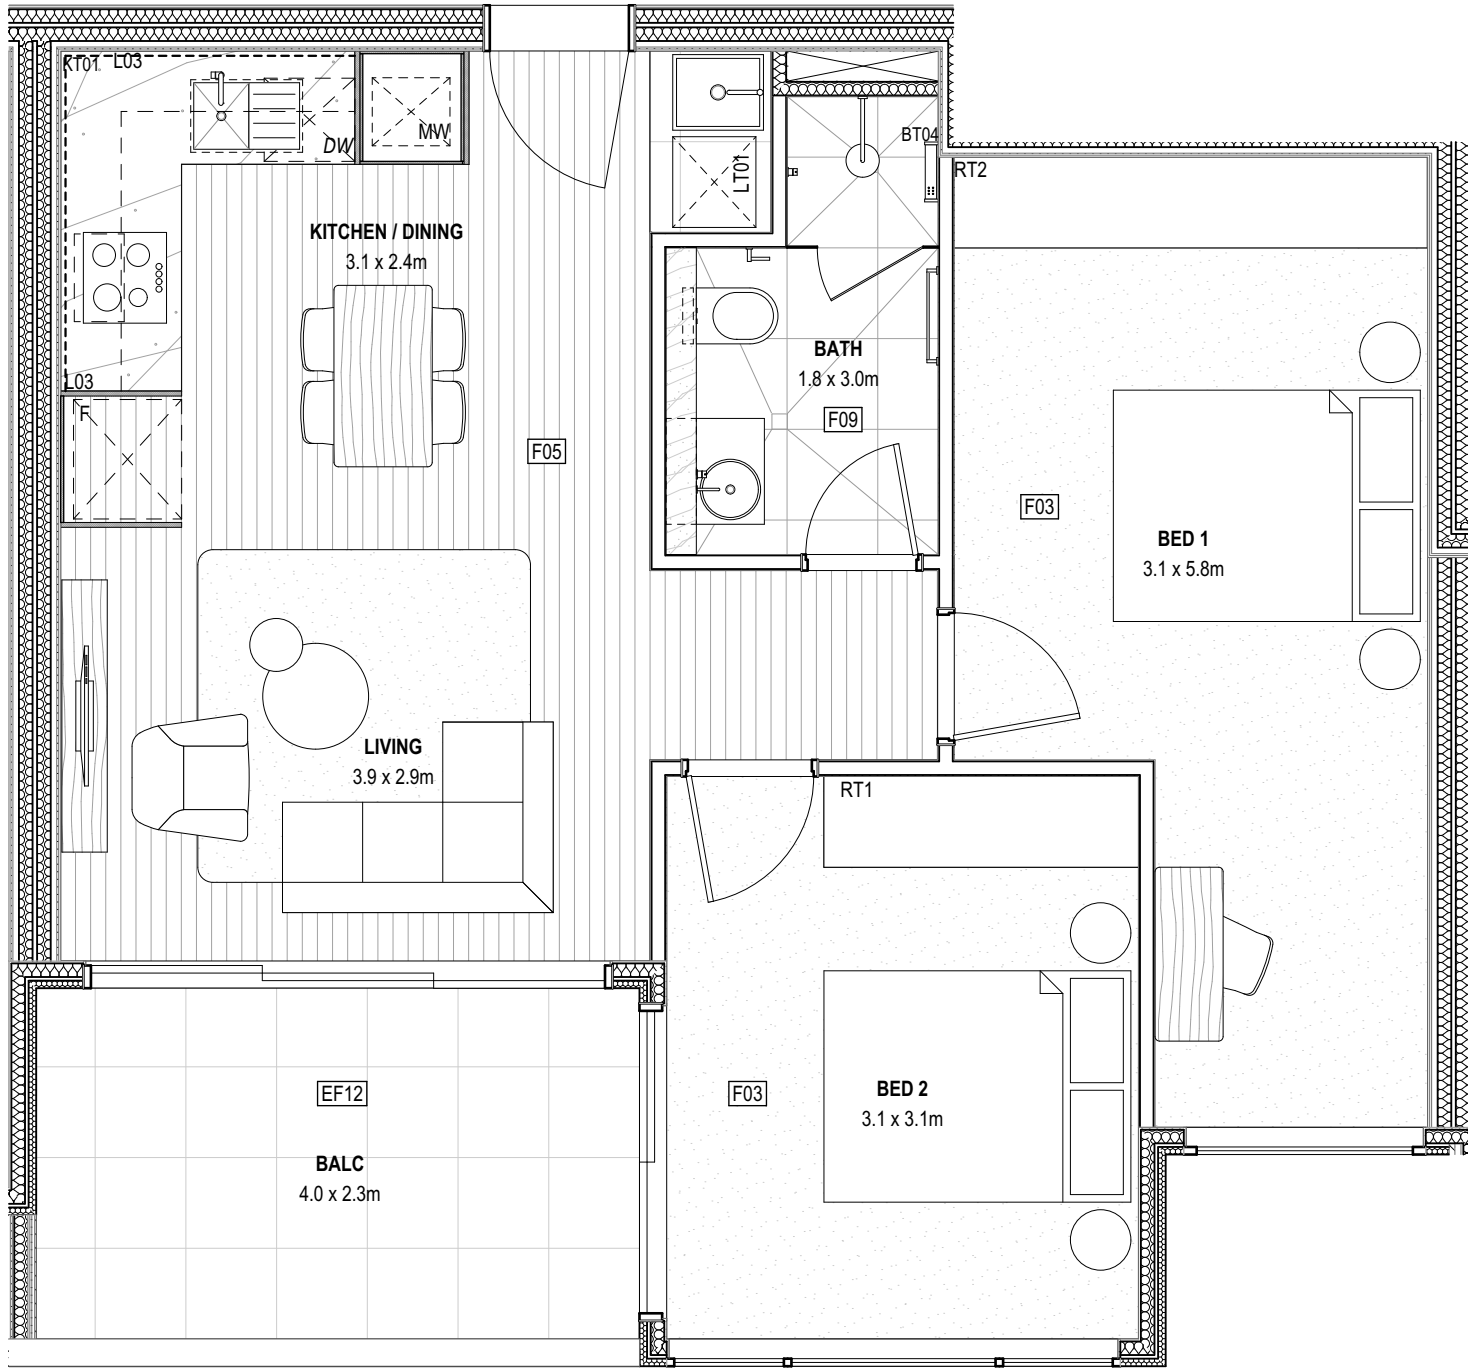 KT01
L03
DW
MW
LT01
BT04
RT2
KITCHEN / DINING
3.1 x 2.4m
BATH
1.8 x 3.0m
F09
L03
F
F05
F03
BED 1
3.1 x 5.8m
LIVING
3.9 x 2.9m
RT1
EF12
BALC
4.0 x 2.3m
F03
BED 2
3.1 x 3.1m